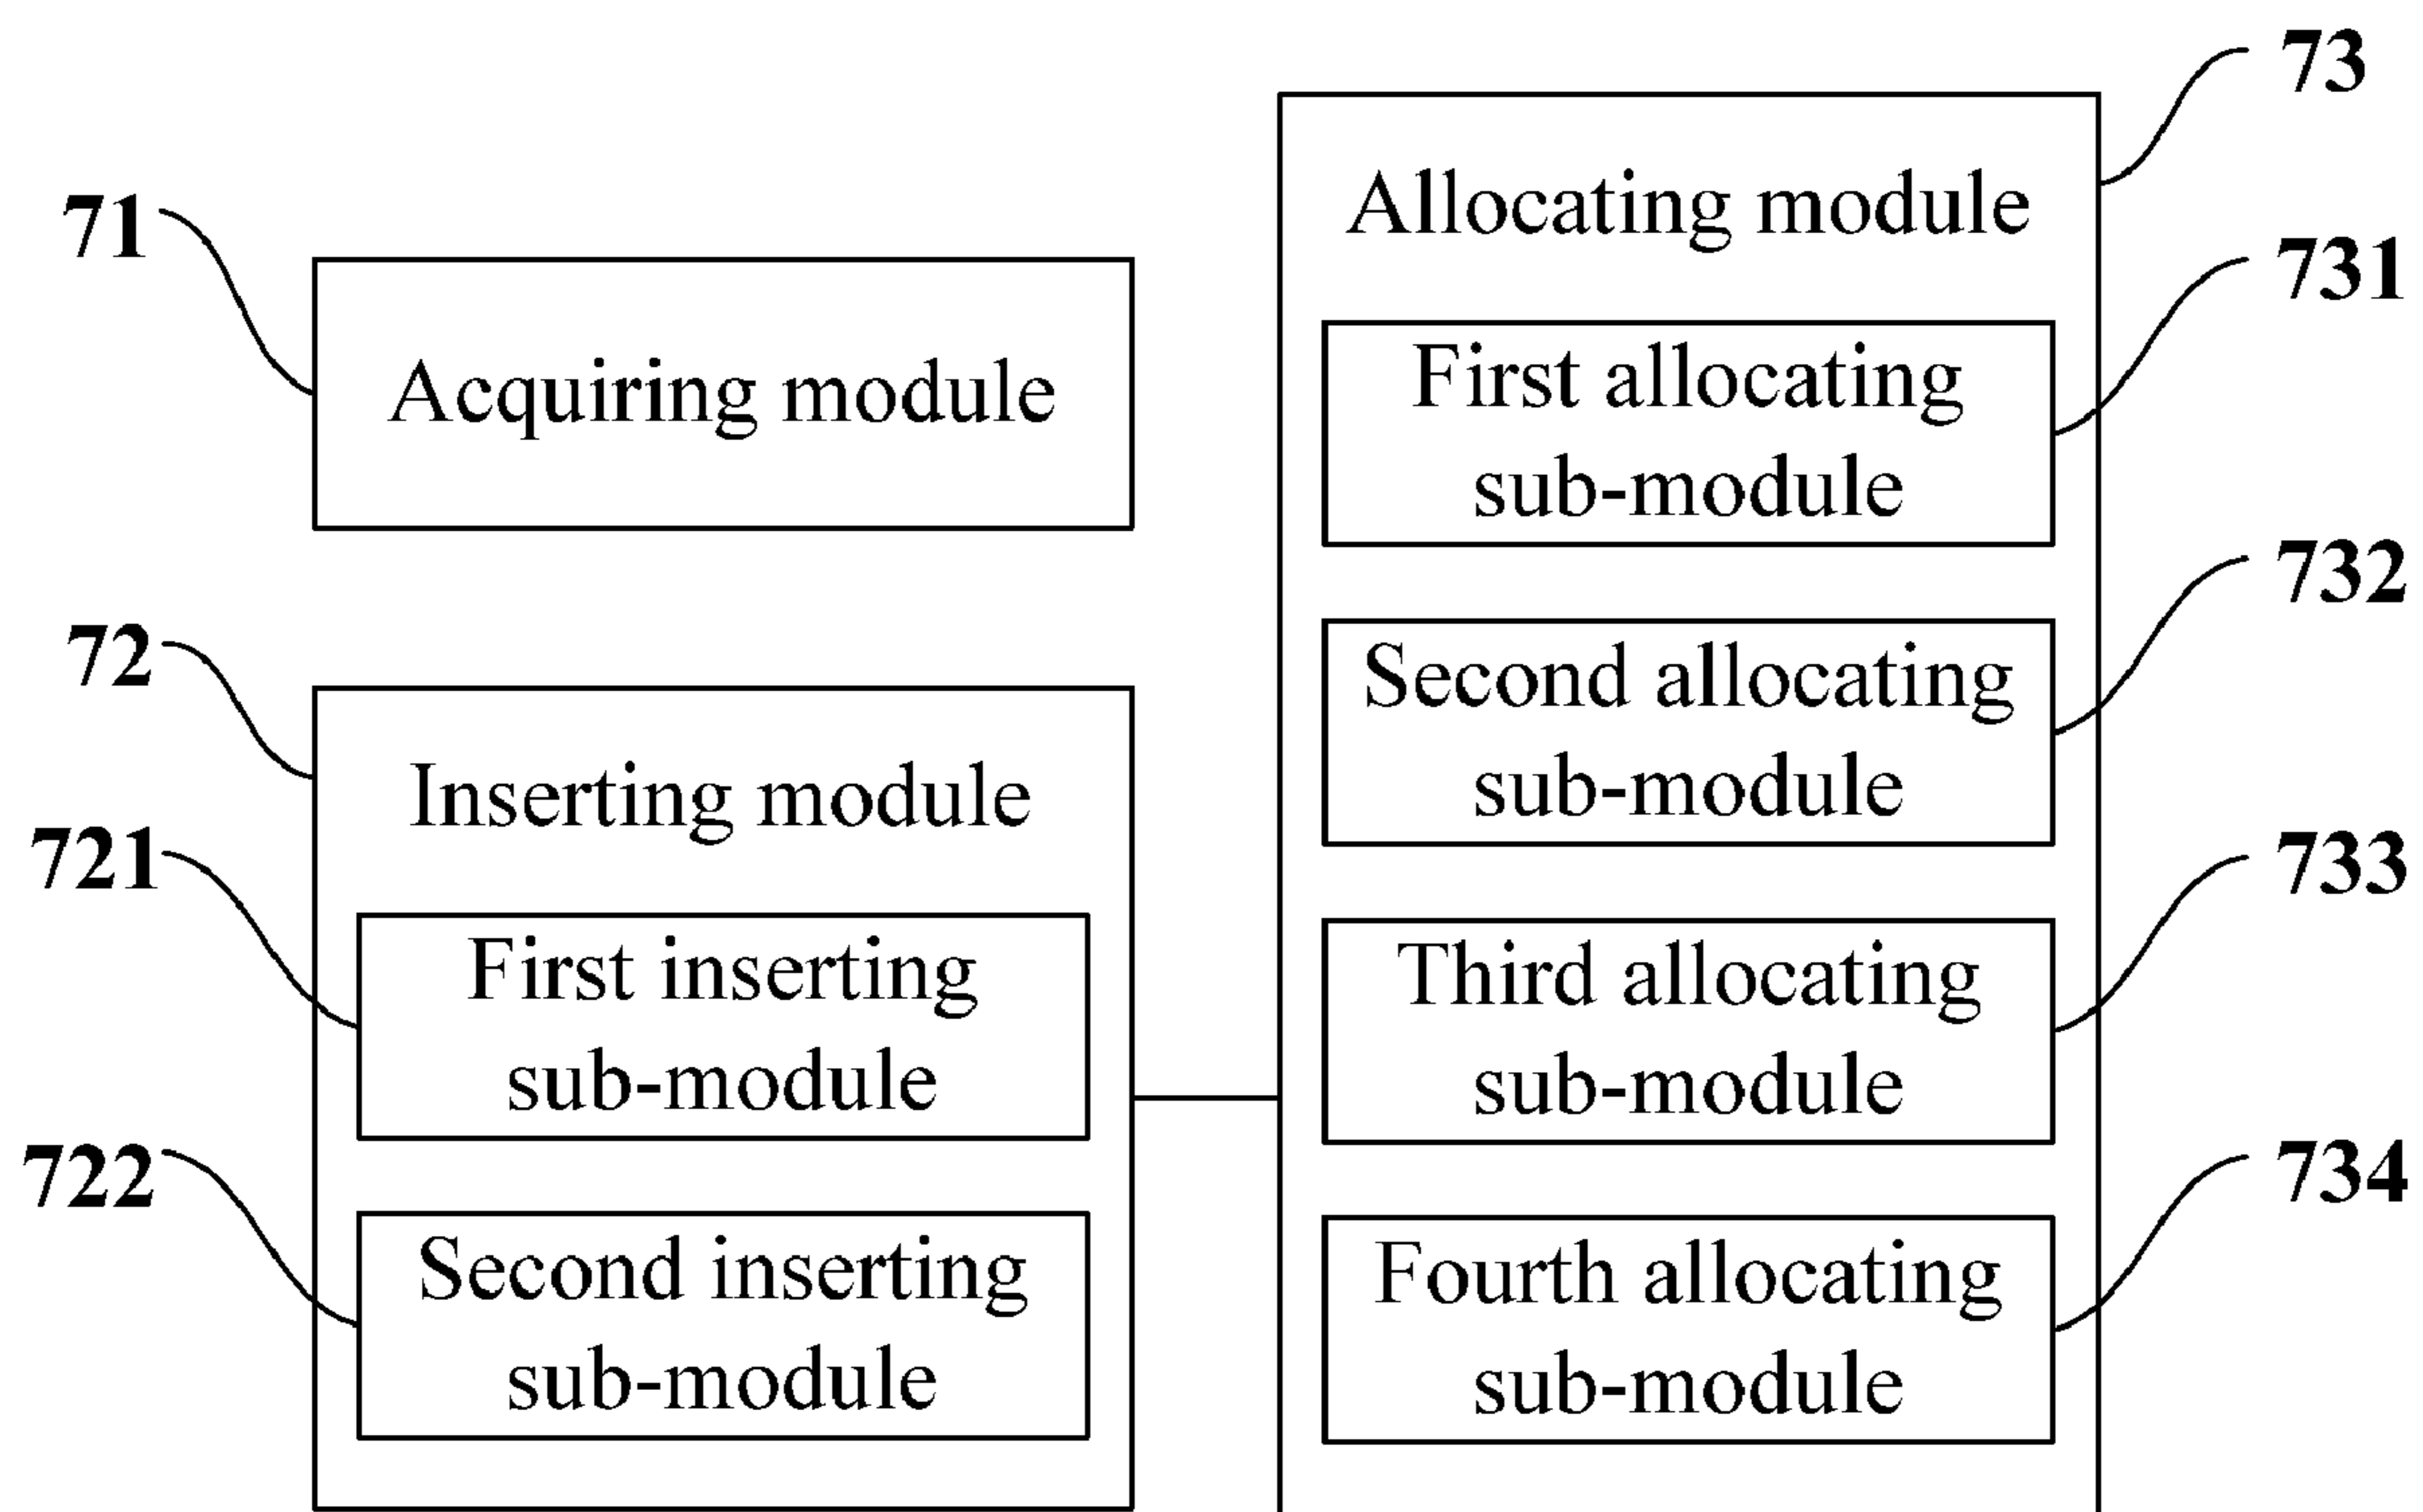 71
Acquiring module
72
Inserting module
721
First inserting
sub-module
722
Second inserting
sub-module
73
Allocating module
731
First allocating
sub-module
732
Second allocating
sub-module
733
Third allocating
sub-module
734
Fourth allocating
sub-module